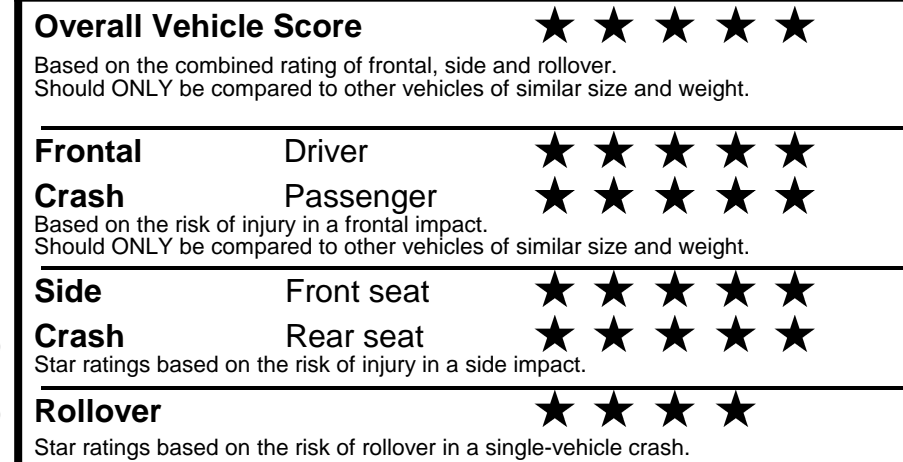 Overall Vehicle Score ★ ★ ★ ★ ★
Based on the combined rating of frontal, side and rollover.
Should ONLY be compared to other vehicles of similar size and weight.
Frontal Driver ★ ★ ★ ★ ★
Crash Passenger ★ ★ ★ ★ ★
Based on the risk of injury in a frontal impact.
Should ONLY be compared to other vehicles of similar size and weight.
Side Front seat ★ ★ ★ ★ ★
Crash Rear seat ★ ★ ★ ★ ★
Star ratings based on the risk of injury in a side impact.
Rollover ★ ★ ★ ★
Star ratings based on the risk of rollover in a single-vehicle crash.